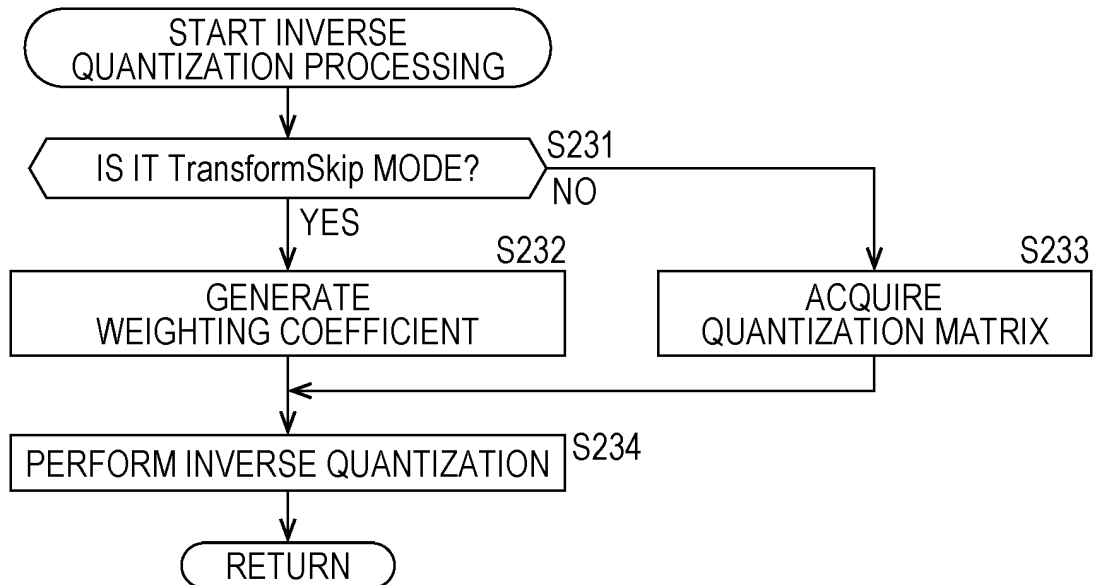 START INVERSE
QUANTIZATION PROCESSING
S231
IS IT TransformSkip MODE?
NO
YES
S232
GENERATE
WEIGHTING COEFFICIENT
S233
ACQUIRE
QUANTIZATION MATRIX
S234
PERFORM INVERSE QUANTIZATION
RETURN